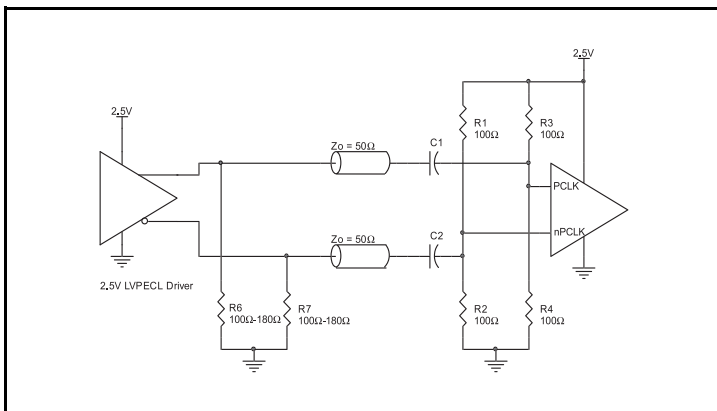 2.5V
2.5V
R1
100Ω
R3
100Ω
Zo = 50Ω
C1
PCLK
nPCLK
Zo = 50Ω
C2
2.5V LVPECL Driver
R6
100Ω-180Ω
R7
100Ω-180Ω
R2
100Ω
R4
100Ω